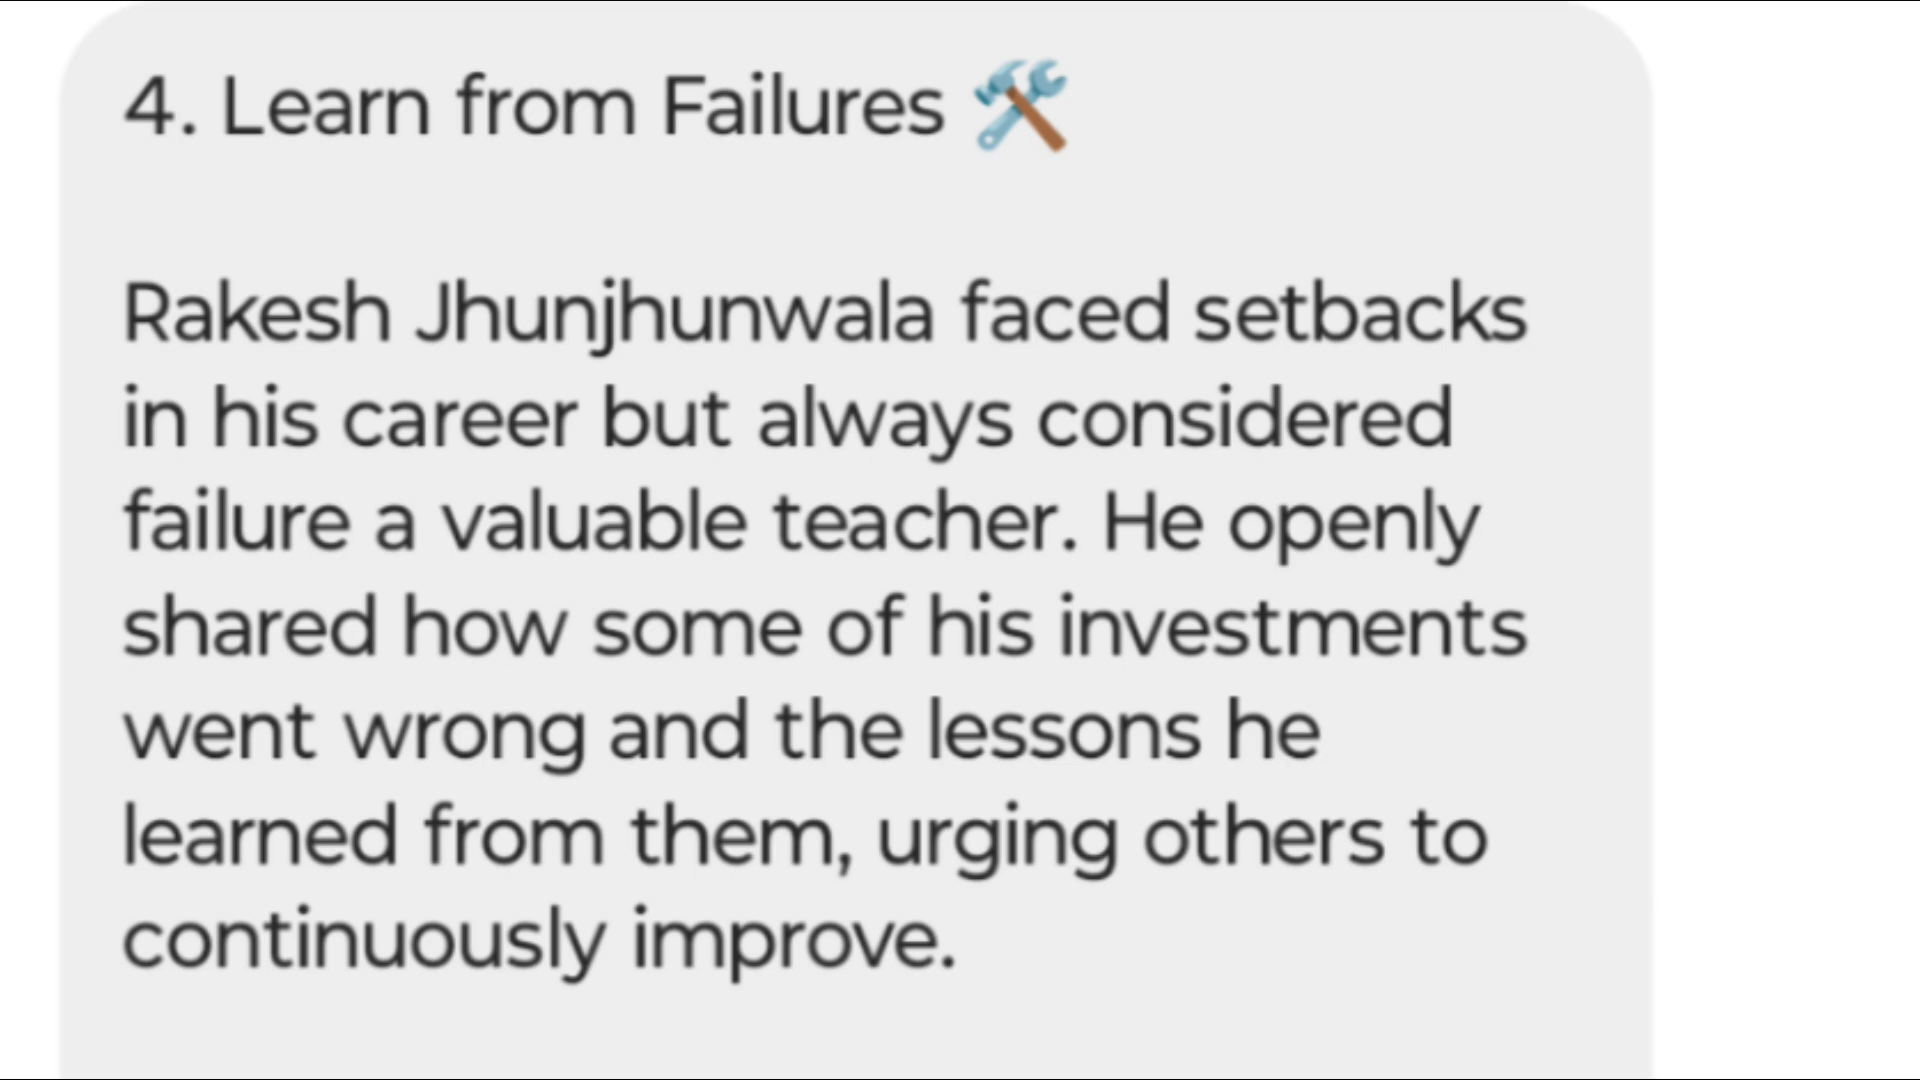 4. Learn from Failures 🛠️
Rakesh Jhunjhunwala faced setbacks
in his career but always considered
failure a valuable teacher. He openly
shared how some of his investments
went wrong and the lessons he
learned from them, urging others to
continuously improve.